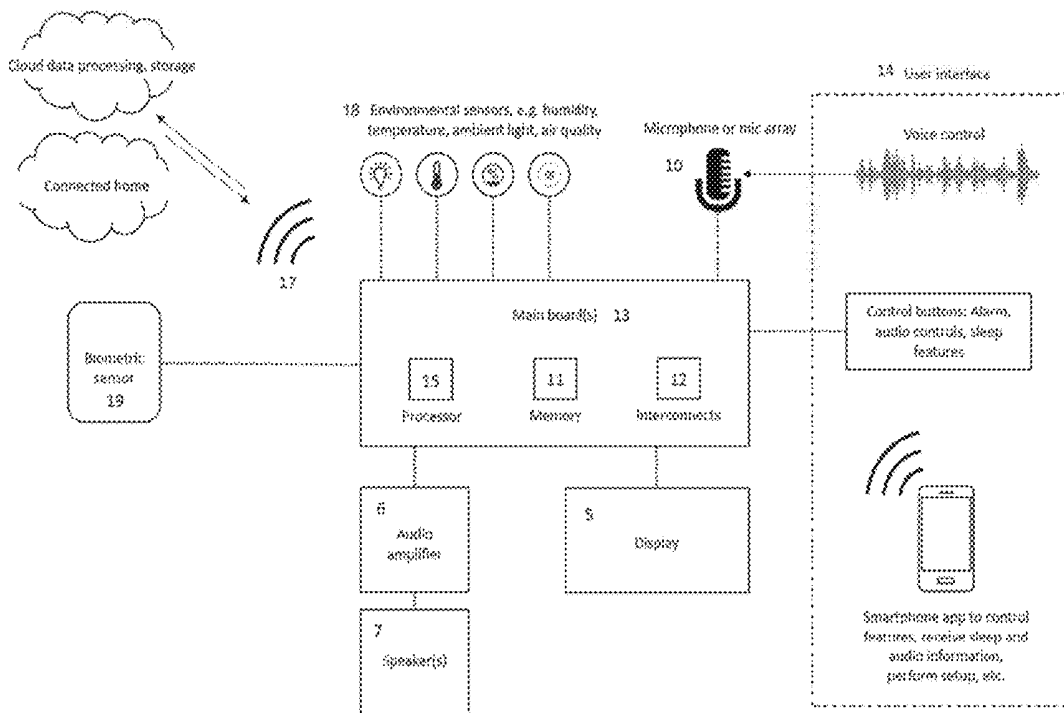 Cloud data processing, storage
Connected home
17
18 Environmental sensors, e.g. humidity,
temperature, ambient light, air quality
Microphone or mic array
10
14 User interface
Voice control
Main board(s) 13
15
Processor
11
Memory
12
Interconnects
Biometric
sensor
19
Control buttons: Alarm,
audio controls, sleep
features
6
Audio
amplifier
5
Display
7
Speaker(s)
Smartphone app to control
features, receive sleep and
audio information,
perform setup, etc.